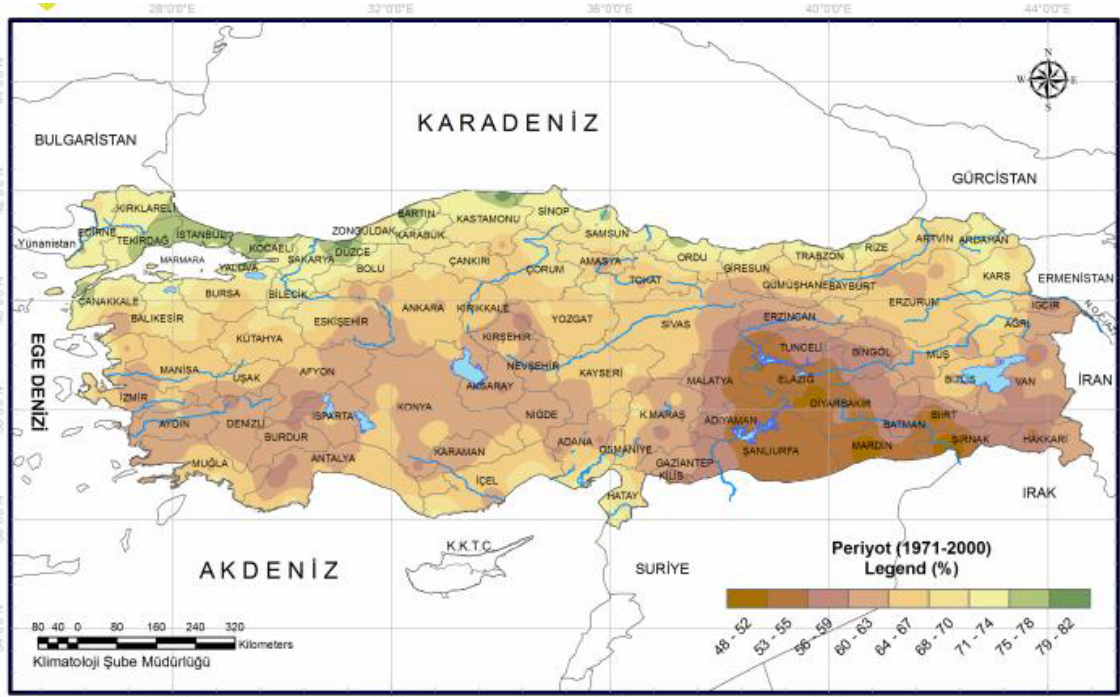 28°0'0"E 32°0'0"E 36°0'0"E 40°0'0"E 44°0'0"E
N
W E
S
KARADENİZ
BULGARİSTAN
GÜRCİSTAN
KIRKLARELİ
EDİRNE
TEKİRDAĞ
İSTANBUL
Yunanistan
MARMARA
KOCAELİ
YALOVA
SAKARYA
DÜZCE
ZONGULDAK
BARTIN
KARABÜK
KASTAMONU
SİNOP
SAMSUN
ORDU
GİRESUN
TRABZON
RİZE
ARTVİN
ARDAHAN
KARS
ERMENİSTAN
ÇANAKKALE
BALIKESİR
BURSA
BİLECİK
BOLU
ÇANKIRI
ÇORUM
AMASYA
TOKAT
GÜMÜŞHANE
BAYBURT
ERZURUM
IĞDIR
AĞRI
EGE DENİZİ
KÜTAHYA
ESKİŞEHİR
ANKARA
KIRIKKALE
KIRŞEHİR
YOZGAT
SİVAS
ERZİNCAN
TUNCELİ
BİNGÖL
MUŞ
BİTLİS
VAN
İRAN
MANİSA
UŞAK
AFYON
İZMİR
AYDIN
DENİZLİ
ISPARTA
BURDUR
MUĞLA
ANTALYA
KONYA
AKSARAY
NEVŞEHİR
KAYSERİ
NİĞDE
KARAMAN
İÇEL
ADANA
OSMANİYE
K.MARAŞ
HATAY
MALATYA
ELAZIĞ
ADIYAMAN
DİYARBAKIR
GAZİANTEP
KİLİS
ŞANLIURFA
MARDİN
BATMAN
SİİRT
ŞIRNAK
HAKKARİ
IRAK
SURİYE
K.K.T.C
AKDENİZ
Periyot (1971-2000)
Legend (%)
48 - 52 53 - 55 56 - 59 60 - 63 64 - 67 68 - 70 71 - 74 75 - 78 79 - 82
80 40 0 80 160 240 320
Kilometers
Klimatoloji Şube Müdürlüğü